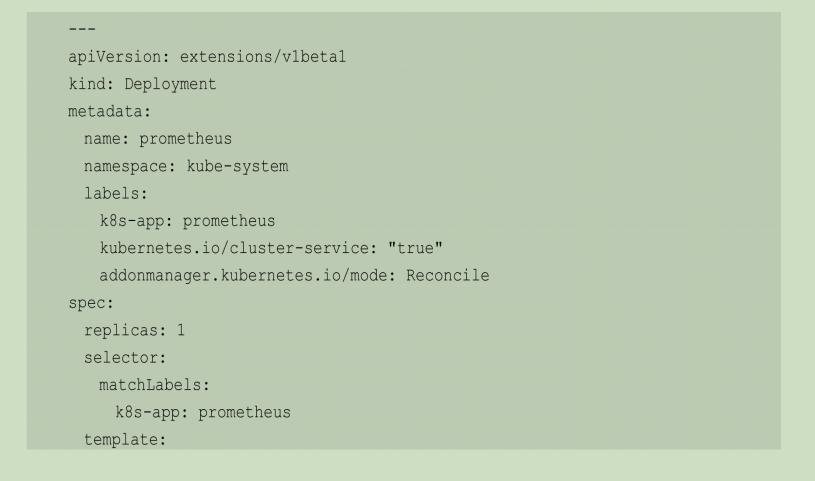 ---
apiVersion: extensions/v1beta1
kind: Deployment
metadata:
  name: prometheus
  namespace: kube-system
  labels:
    k8s-app: prometheus
    kubernetes.io/cluster-service: "true"
    addonmanager.kubernetes.io/mode: Reconcile
spec:
  replicas: 1
  selector:
    matchLabels:
      k8s-app: prometheus
  template: